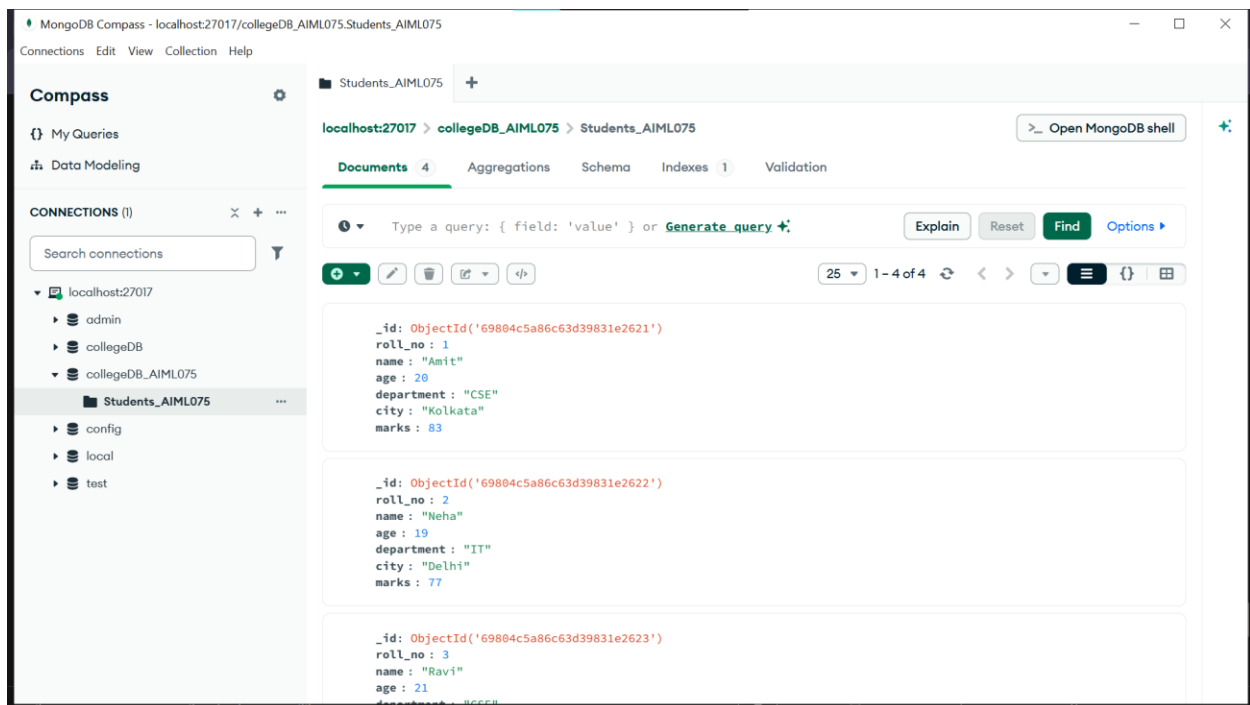 MongoDB Compass - localhost:27017/collegeDB_AIML075.Students_AIML075
Connections Edit View Collection Help
Compass
{} My Queries
Data Modeling
CONNECTIONS (1)
Search connections
localhost:27017
admin
collegeDB
collegeDB_AIML075
Students_AIML075
config
local
test
Students_AIML075
localhost:27017 > collegeDB_AIML075 > Students_AIML075
>_ Open MongoDB shell
Documents 4 Aggregations Schema Indexes 1 Validation
Type a query: { field: 'value' } or Generate query
Explain Reset Find Options
25 1 – 4 of 4
_id: ObjectId('69804c5a86c63d39831e2621')
roll_no : 1
name : "Amit"
age : 20
department : "CSE"
city : "Kolkata"
marks : 83
_id: ObjectId('69804c5a86c63d39831e2622')
roll_no : 2
name : "Neha"
age : 19
department : "IT"
city : "Delhi"
marks : 77
_id: ObjectId('69804c5a86c63d39831e2623')
roll_no : 3
name : "Ravi"
age : 21
department : "CSE"